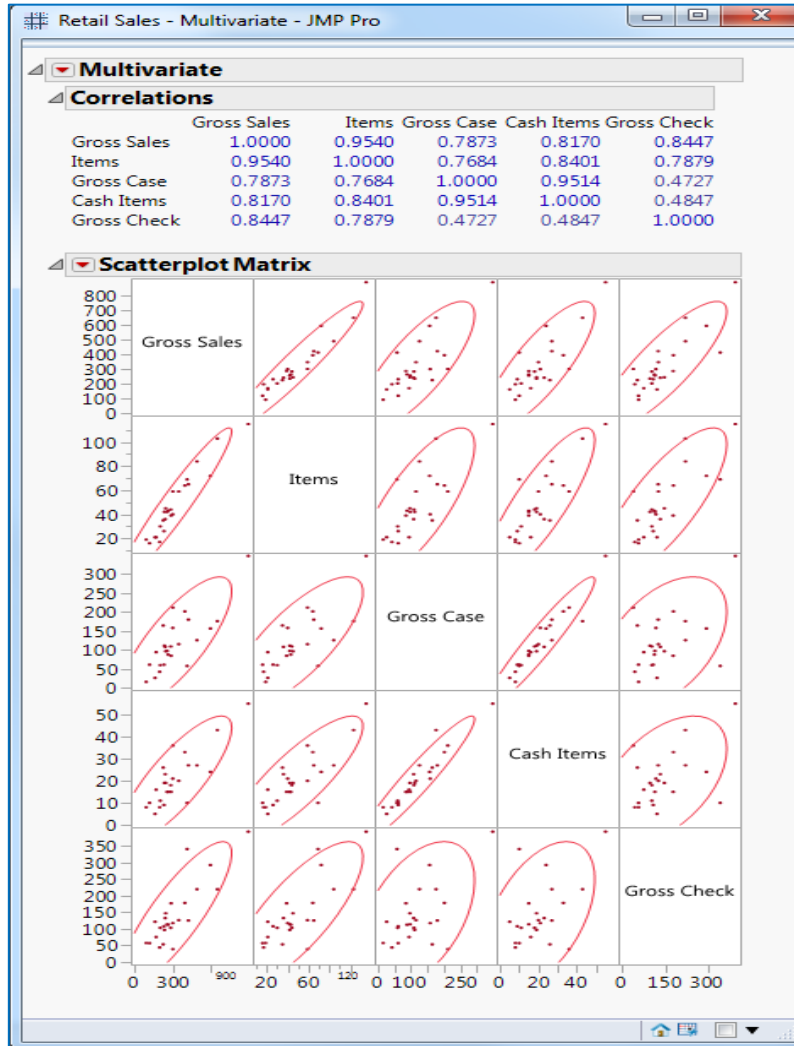 Retail Sales - Multivariate - JMP Pro
Multivariate
Correlations
Gross Sales Items Gross Case Cash Items Gross Check
Gross Sales 1.0000 0.9540 0.7873 0.8170 0.8447
Items 0.9540 1.0000 0.7684 0.8401 0.7879
Gross Case 0.7873 0.7684 1.0000 0.9514 0.4727
Cash Items 0.8170 0.8401 0.9514 1.0000 0.4847
Gross Check 0.8447 0.7879 0.4727 0.4847 1.0000
Scatterplot Matrix
800
700
600
500
400
300
200
100
0
Gross Sales
100
80
60
40
20
Items
300
250
200
150
100
50
0
Gross Case
50
40
30
20
10
0
Cash Items
350
300
250
200
150
100
50
0
Gross Check
0 300 900 20 60 120 0 100 250 0 20 40 0 150 300